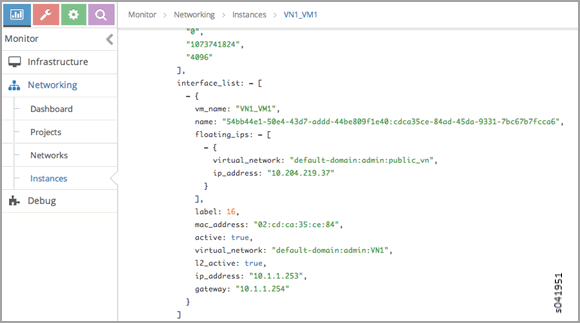 Monitor > Networking > Instances > VN1_VM1
Monitor
Infrastructure
Networking
Dashboard
Projects
Networks
Instances
Debug
"0",
"1073741824",
"4096"
],
interface_list: - [
- {
vm_name: "VN1_VM1",
name: "54bb44e1-50e4-43d7-addd-44be809f1e40:cdca35ce-84ad-45da-9331-7bc67b7fcca6",
floating_ips: - [
- {
virtual_network: "default-domain:admin:public_vn",
ip_address: "10.204.219.37"
}
],
label: 16,
mac_address: "02:cd:ca:35:ce:84",
active: true,
virtual_network: "default-domain:admin:VN1",
l2_active: true,
ip_address: "10.1.1.253",
gateway: "10.1.1.254"
}
]
s041951